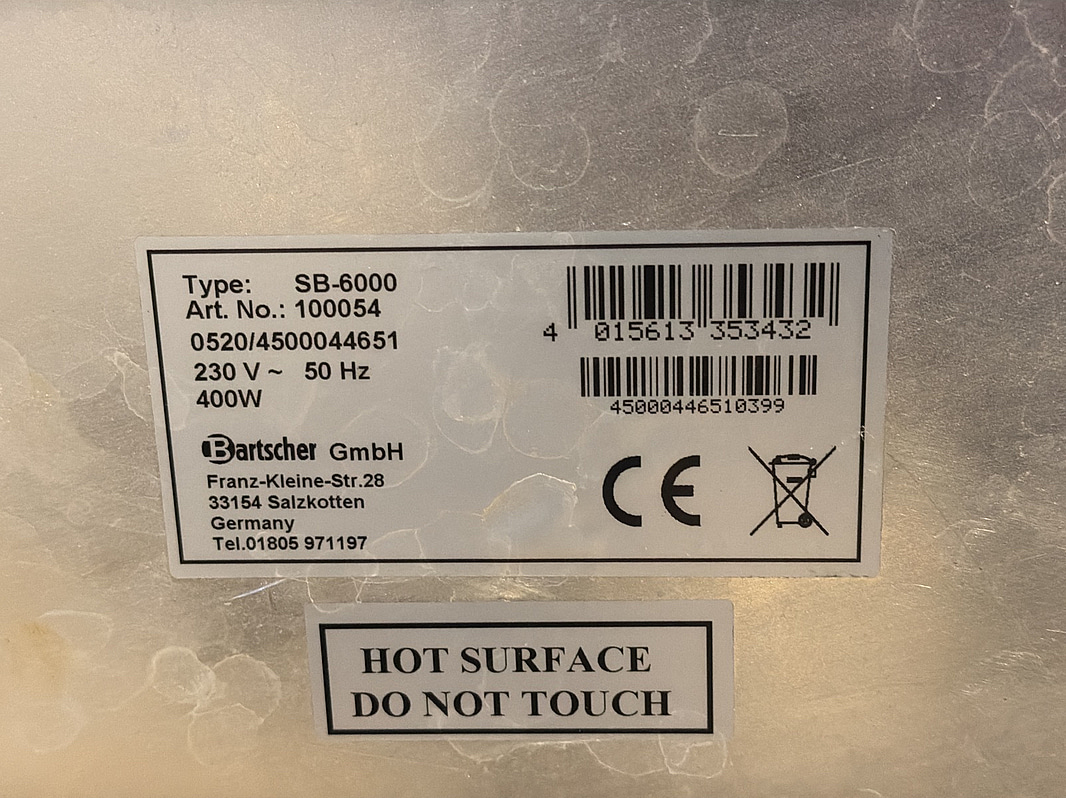 Type: SB-6000
Art. No.: 100054
0520/4500044651
230 V ~ 50 Hz
400W
Bartscher GmbH
Franz-Kleine-Str.28
33154 Salzkotten
Germany
Tel.01805 971197
4 015613 353432
45000446510399
CE
HOT SURFACE
DO NOT TOUCH